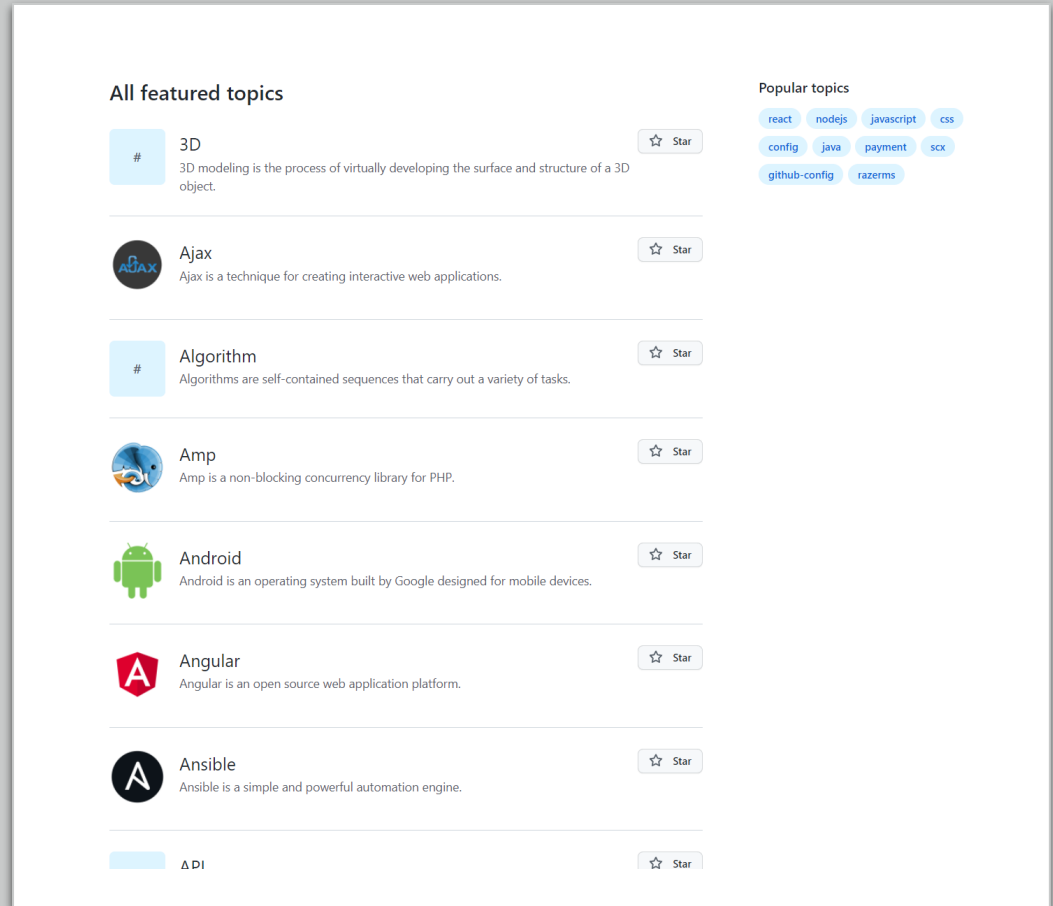 All featured topics
#
3D
Star
3D modeling is the process of virtually developing the surface and structure of a 3D
object.
AJAX
Ajax
Star
Ajax is a technique for creating interactive web applications.
#
Algorithm
Star
Algorithms are self-contained sequences that carry out a variety of tasks.
Amp
Star
Amp is a non-blocking concurrency library for PHP.
Android
Star
Android is an operating system built by Google designed for mobile devices.
A
Angular
Star
Angular is an open source web application platform.
A
Ansible
Star
Ansible is a simple and powerful automation engine.
API
Star
Popular topics
react nodejs javascript css
config java payment scx
github-config razerms